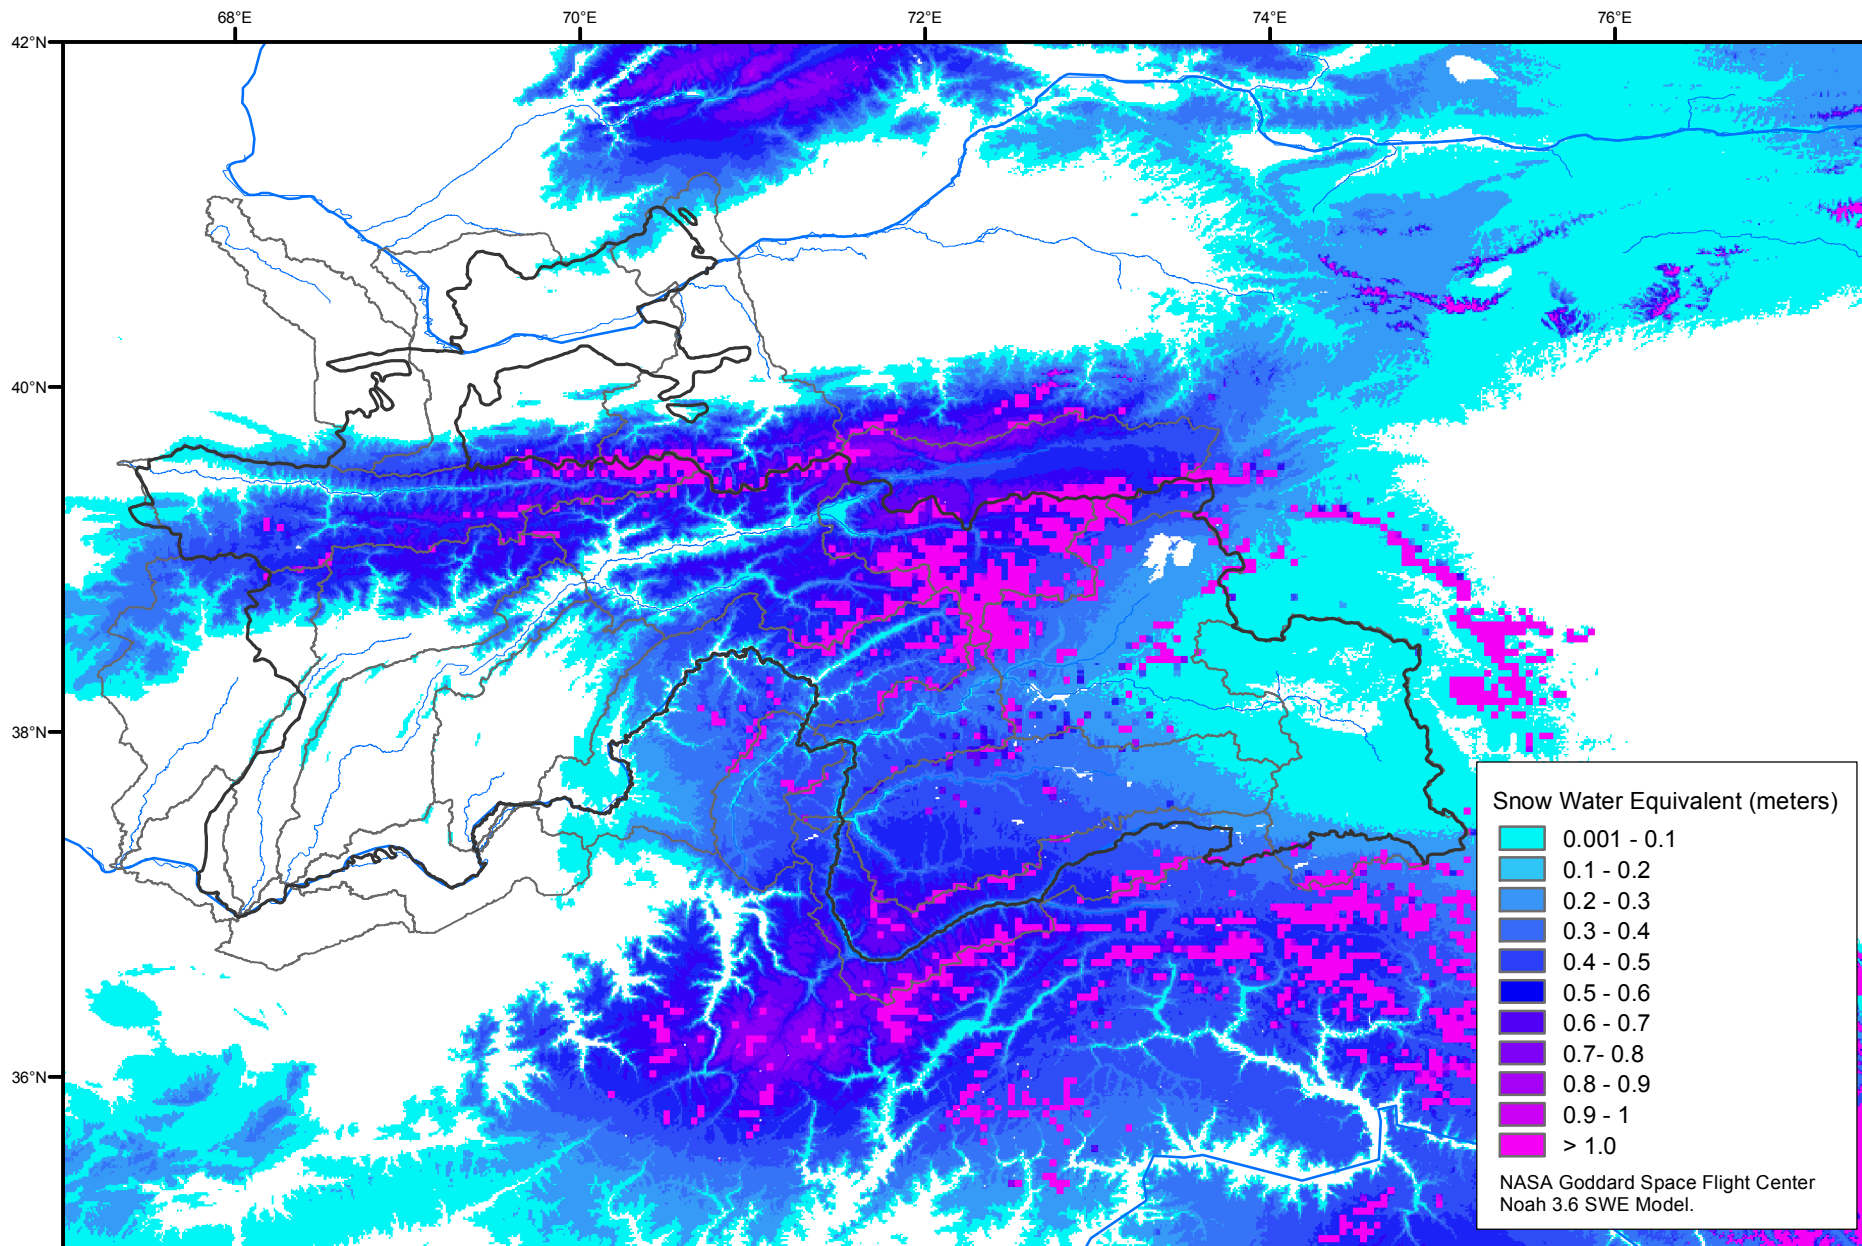 68°E
70°E
72°E
74°E
76°E
42°N
40°N
38°N
36°N
Snow Water Equivalent (meters)
0.001 - 0.1
0.1 - 0.2
0.2 - 0.3
0.3 - 0.4
0.4 - 0.5
0.5 - 0.6
0.6 - 0.7
0.7- 0.8
0.8 - 0.9
0.9 - 1
> 1.0
NASA Goddard Space Flight Center
Noah 3.6 SWE Model.